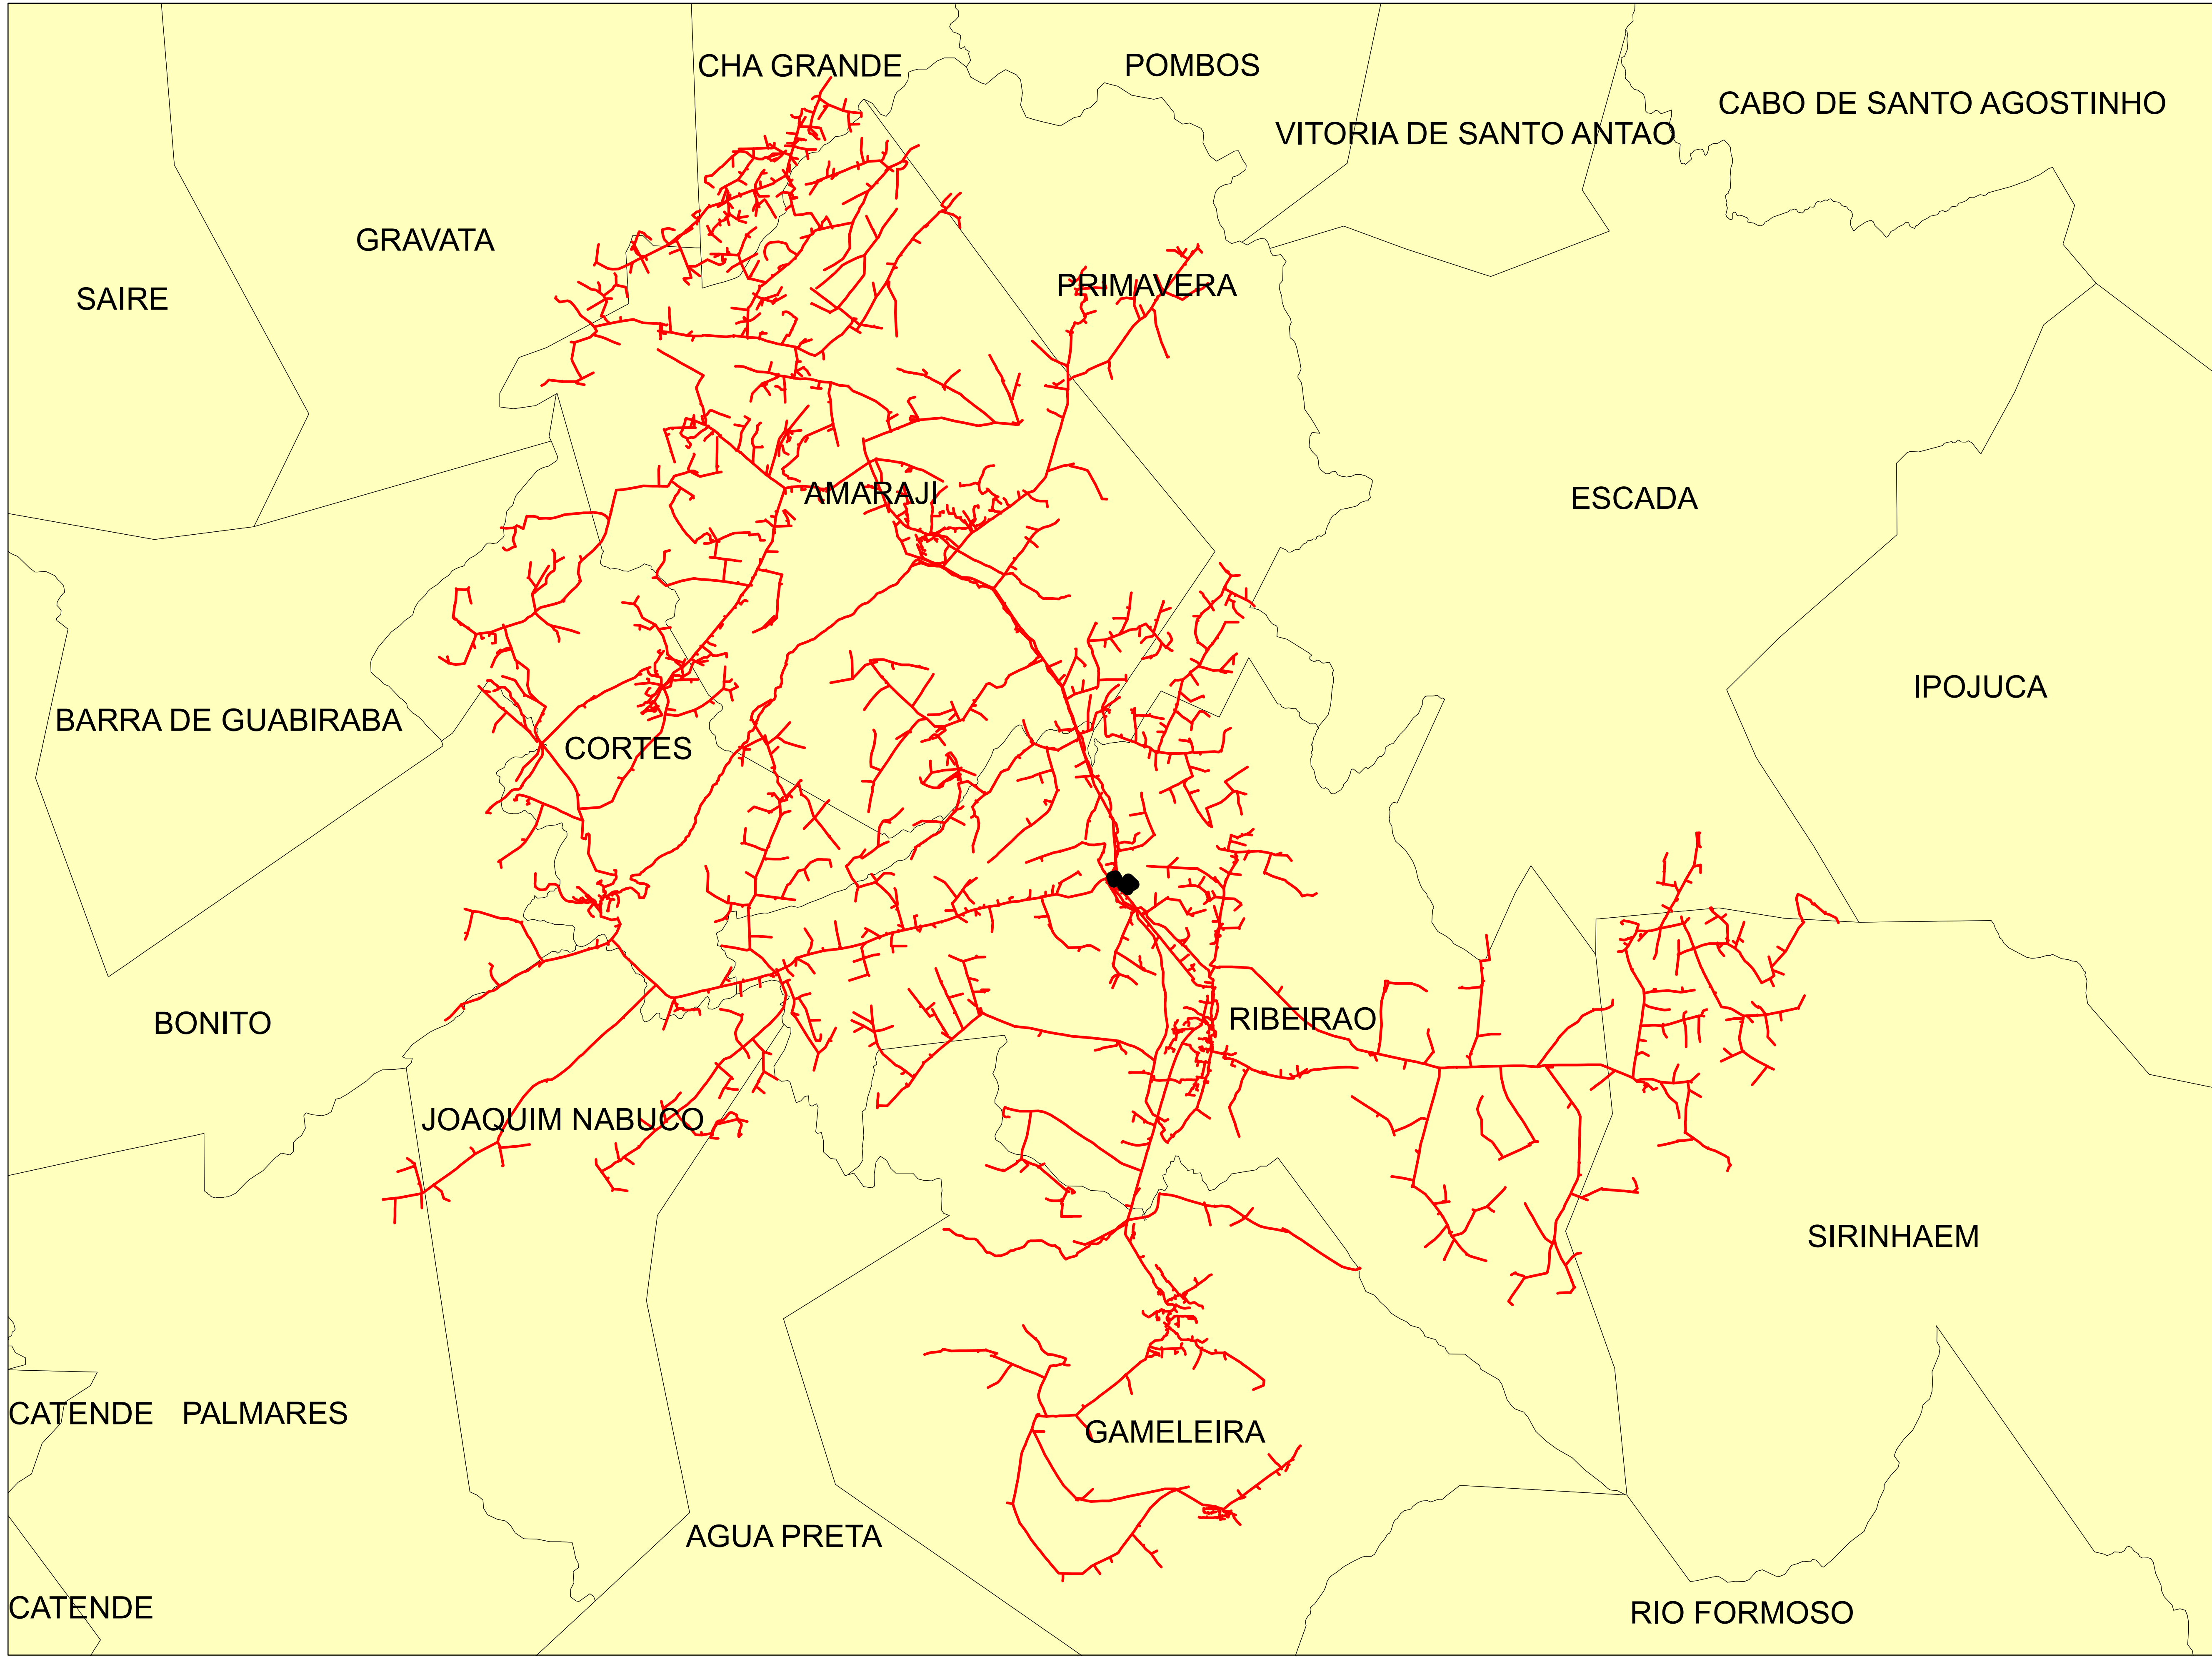 CHA GRANDE
POMBOS
CABO DE SANTO AGOSTINHO
VITORIA DE SANTO ANTAO
GRAVATA
SAIRE
PRIMAVERA
AMARAJI
ESCADA
IPOJUCA
BARRA DE GUABIRABA
CORTES
RIBEIRAO
BONITO
JOAQUIM NABUCO
SIRINHAEM
CATENDE
PALMARES
GAMELEIRA
AGUA PRETA
CATENDE
RIO FORMOSO